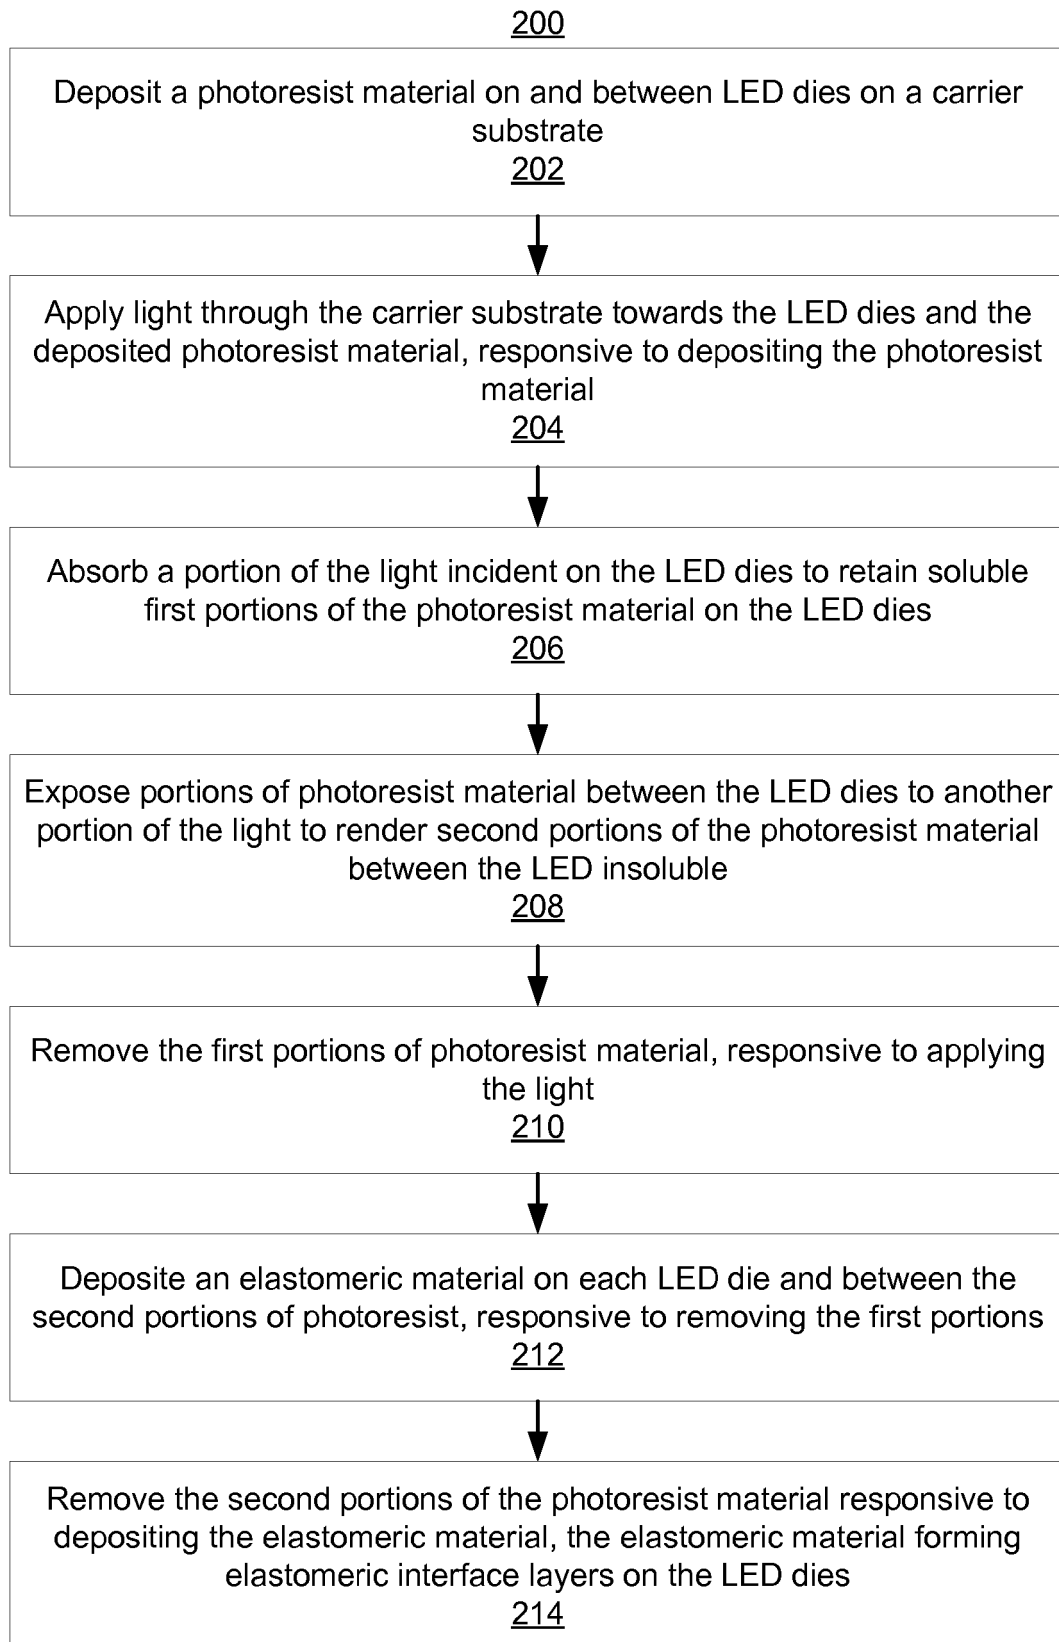 200
Deposit a photoresist material on and between LED dies on a carrier
substrate
202
Apply light through the carrier substrate towards the LED dies and the
deposited photoresist material, responsive to depositing the photoresist
material
204
Absorb a portion of the light incident on the LED dies to retain soluble
first portions of the photoresist material on the LED dies
206
Expose portions of photoresist material between the LED dies to another
portion of the light to render second portions of the photoresist material
between the LED insoluble
208
Remove the first portions of photoresist material, responsive to applying
the light
210
Deposite an elastomeric material on each LED die and between the
second portions of photoresist, responsive to removing the first portions
212
Remove the second portions of the photoresist material responsive to
depositing the elastomeric material, the elastomeric material forming
elastomeric interface layers on the LED dies
214